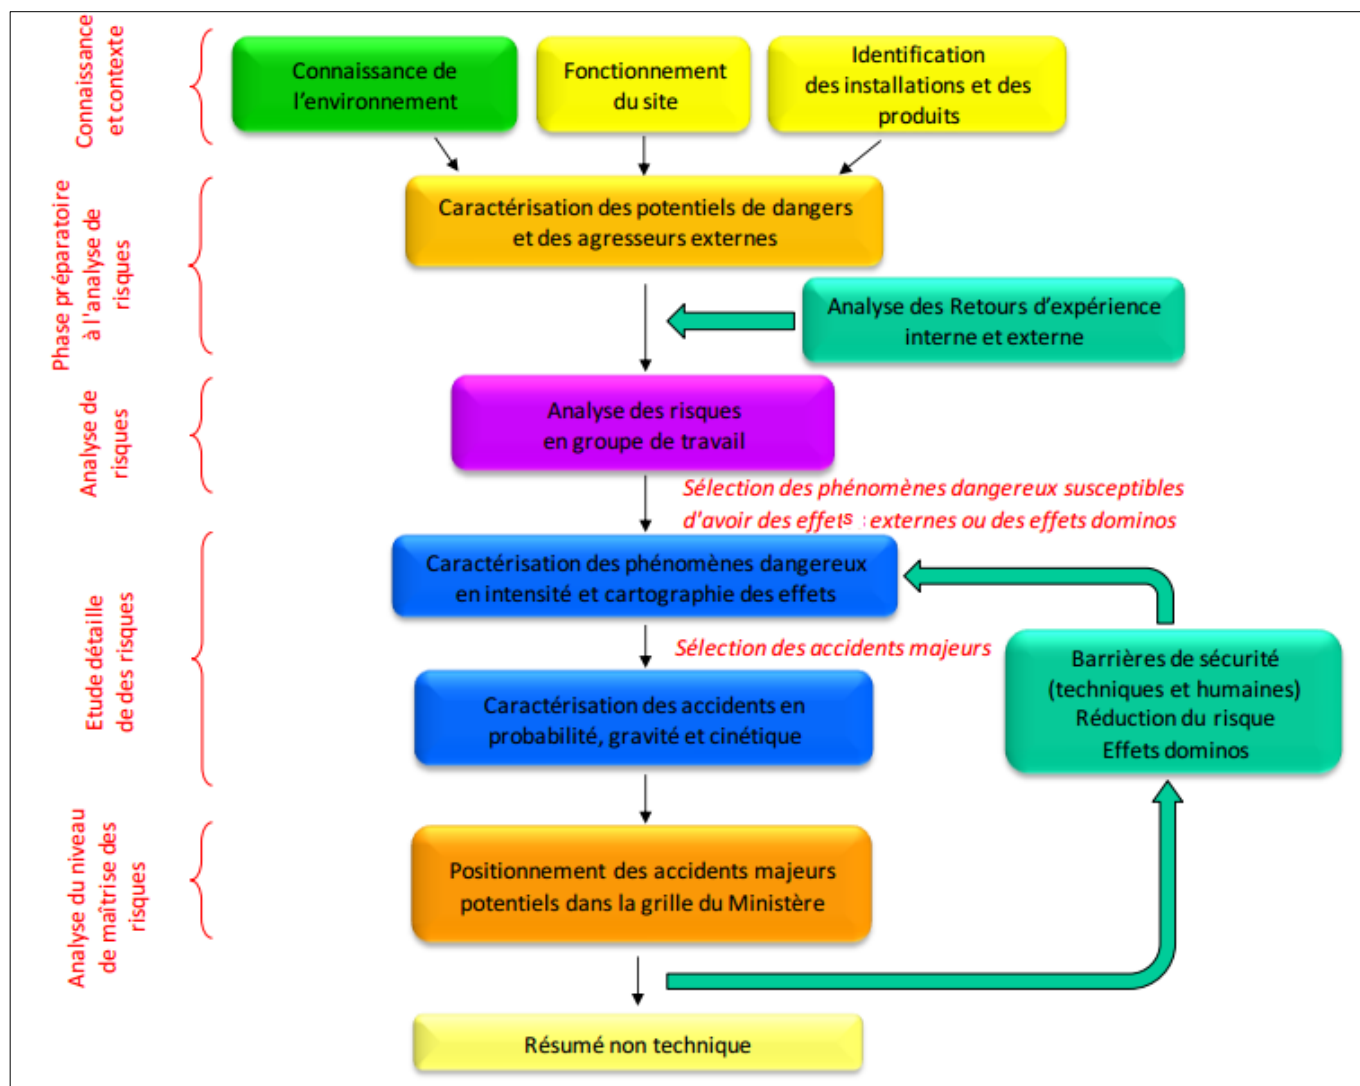 Connaissance
et contexte
Connaissance de
l'environnement
Fonctionnement
du site
Identification
des installations et des
produits
Phase préparatoire
à l'analyse de
risques
Caractérisation des potentiels de dangers
et des agresseurs externes
Analyse des Retours d'expérience
interne et externe
Analyse de
risques
Analyse des risques
en groupe de travail
Sélection des phénomènes dangereux susceptibles
d'avoir des effets externes ou des effets dominos
Etude détaille
de des risques
Caractérisation des phénomènes dangereux
en intensité et cartographie des effets
Sélection des accidents majeurs
Caractérisation des accidents en
probabilité, gravité et cinétique
Barrières de sécurité
(techniques et humaines)
Réduction du risque
Effets dominos
Analyse du niveau
de maîtrise des
risques
Positionnement des accidents majeurs
potentiels dans la grille du Ministère
Résumé non technique